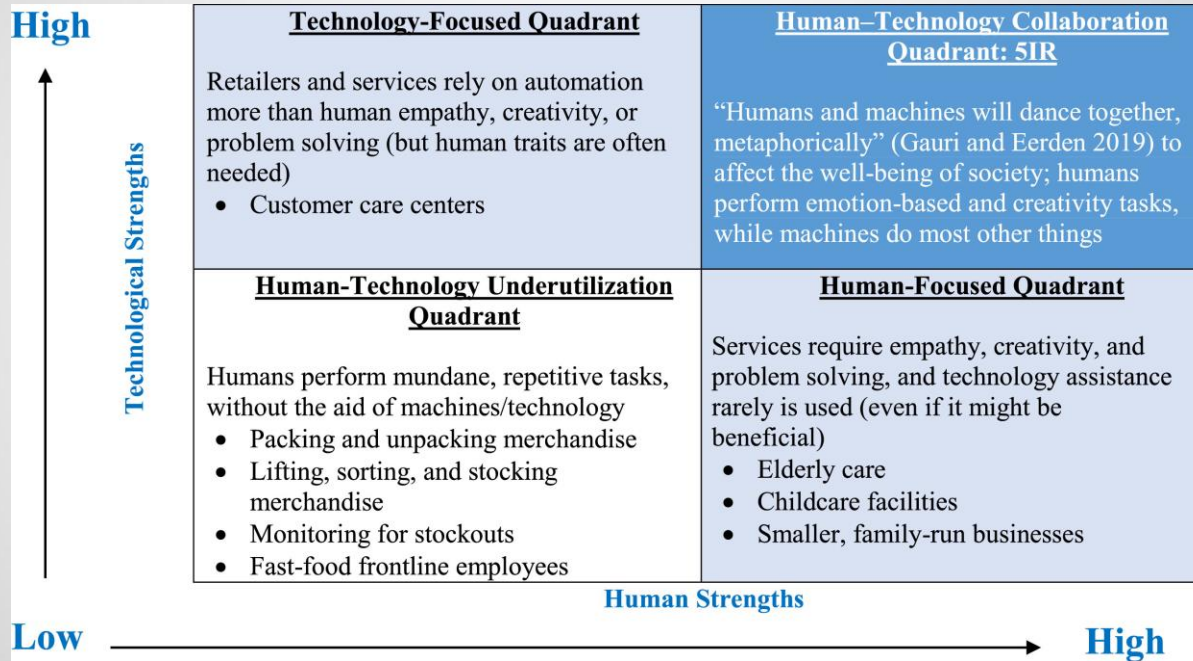 High
Technological Strengths
Technology-Focused Quadrant
Retailers and services rely on automation
more than human empathy, creativity, or
problem solving (but human traits are often
needed)
• Customer care centers
Human–Technology Collaboration
Quadrant: 5IR
“Humans and machines will dance together,
metaphorically” (Gauri and Eerden 2019) to
affect the well-being of society; humans
perform emotion-based and creativity tasks,
while machines do most other things
Human-Technology Underutilization
Quadrant
Humans perform mundane, repetitive tasks,
without the aid of machines/technology
• Packing and unpacking merchandise
• Lifting, sorting, and stocking
merchandise
• Monitoring for stockouts
• Fast-food frontline employees
Human-Focused Quadrant
Services require empathy, creativity, and
problem solving, and technology assistance
rarely is used (even if it might be
beneficial)
• Elderly care
• Childcare facilities
• Smaller, family-run businesses
Human Strengths
Low
High